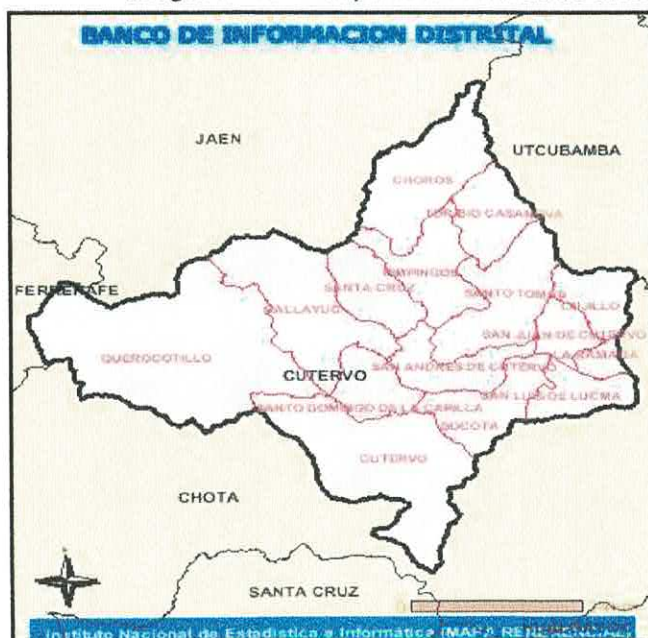 BANCO DE INFORMACION DISTRITAL
JAEN
UTCUBAMBA
CHOROS
TORIBIO CASANOVA
FERREÑAFE
PIMPINGOS
SANTA CRUZ
SANTO TOMAS
CUJILLO
CALLAYUC
SAN JUAN DE CUTERVO
LA RAMADA
QUEROCOTILLO
SAN ANDRES DE CUTERVO
CUTERVO
SAN LUIS DE LUCMA
SANTO DOMINGO DE LA CAPILLA
SOCOTA
CUTERVO
CHOTA
SANTA CRUZ
Instituto Nacional de Estadística e Informática (MAPA REFERENCIAL)